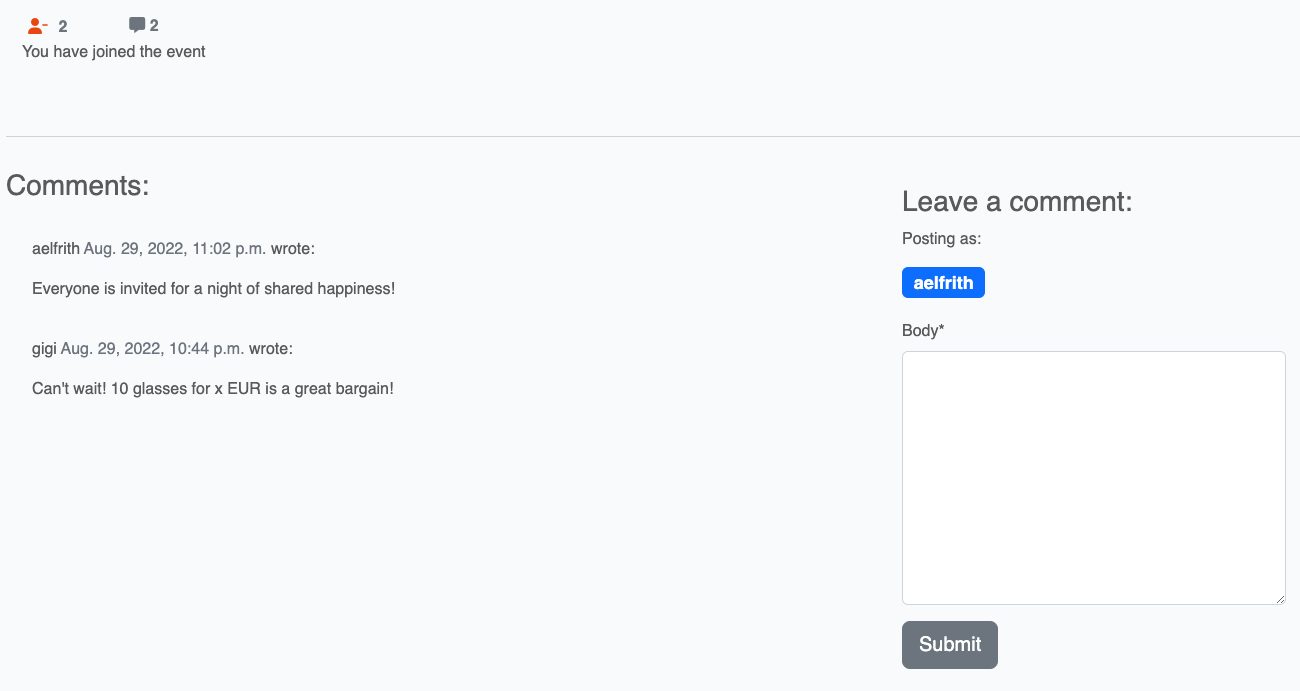 2 2
You have joined the event
Comments:
aelfrith Aug. 29, 2022, 11:02 p.m. wrote:
Everyone is invited for a night of shared happiness!
gigi Aug. 29, 2022, 10:44 p.m. wrote:
Can't wait! 10 glasses for x EUR is a great bargain!
Leave a comment:
Posting as:
aelfrith
Body*
Submit